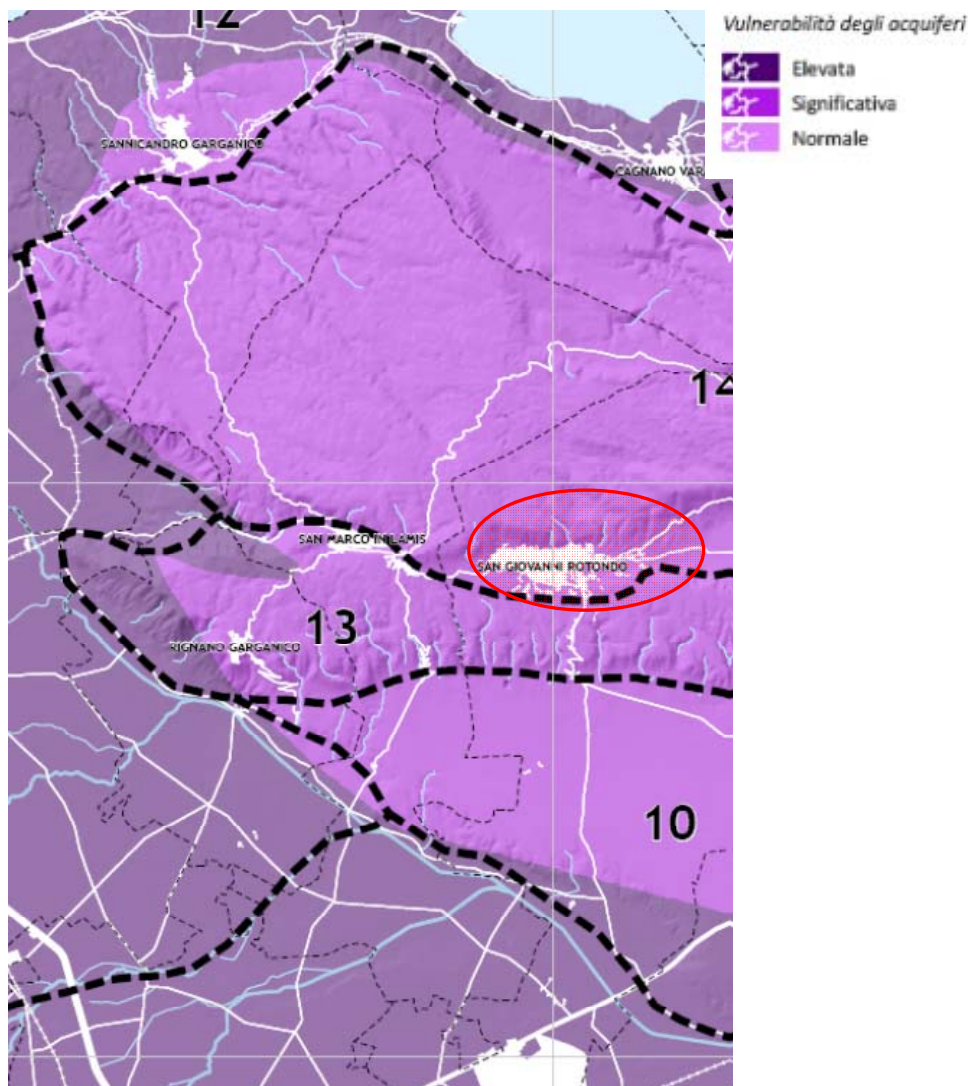 12
Vulnerabilità degli acquiferi
Elevata
Significativa
Normale
SANNICANDRO GARGANICO
CAGNANO VAR
14
SAN MARCO IN LAMIS
SAN GIOVANNI ROTONDO
13
RIGNANO GARGANICO
10